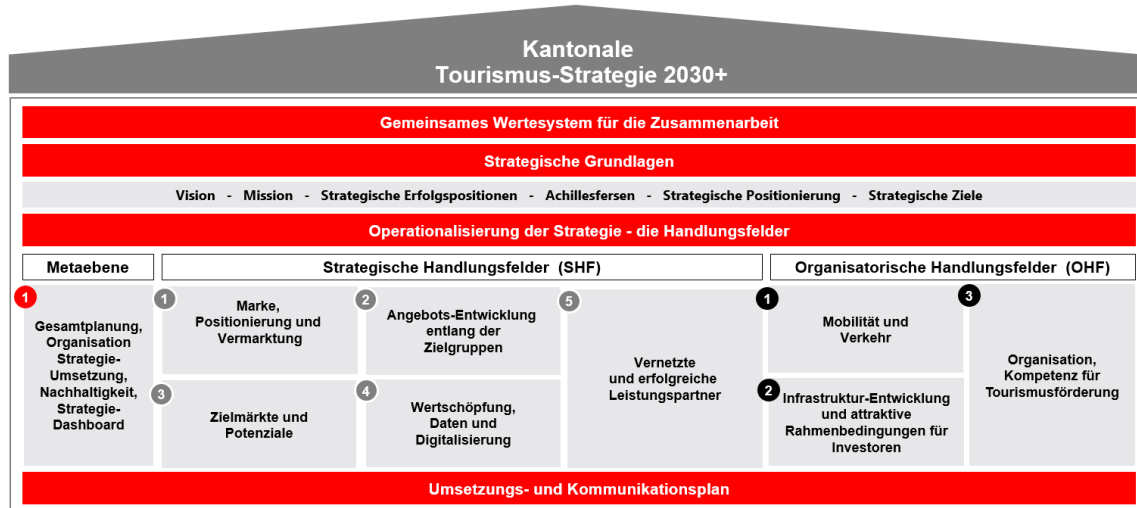 Kantonale
Tourismus-Strategie 2030+
Gemeinsames Wertesystem für die Zusammenarbeit
Strategische Grundlagen
Vision - Mission - Strategische Erfolgspositionen - Achillesfersen - Strategische Positionierung - Strategische Ziele
Operationalisierung der Strategie - die Handlungsfelder
Metaebene
Strategische Handlungsfelder (SHF)
Organisatorische Handlungsfelder (OHF)
1
Gesamtplanung,
Organisation
Strategie-
Umsetzung,
Nachhaltigkeit,
Strategie-
Dashboard
1
Marke,
Positionierung und
Vermarktung
2
Angebots-Entwicklung
entlang der
Zielgruppen
3
Zielmärkte und
Potenziale
4
Wertschöpfung,
Daten und
Digitalisierung
5
Vernetzte
und erfolgreiche
Leistungspartner
1
Mobilität und
Verkehr
2
Infrastruktur-Entwicklung
und attraktive
Rahmenbedingungen für
Investoren
3
Organisation,
Kompetenz für
Tourismusförderung
Umsetzungs- und Kommunikationsplan